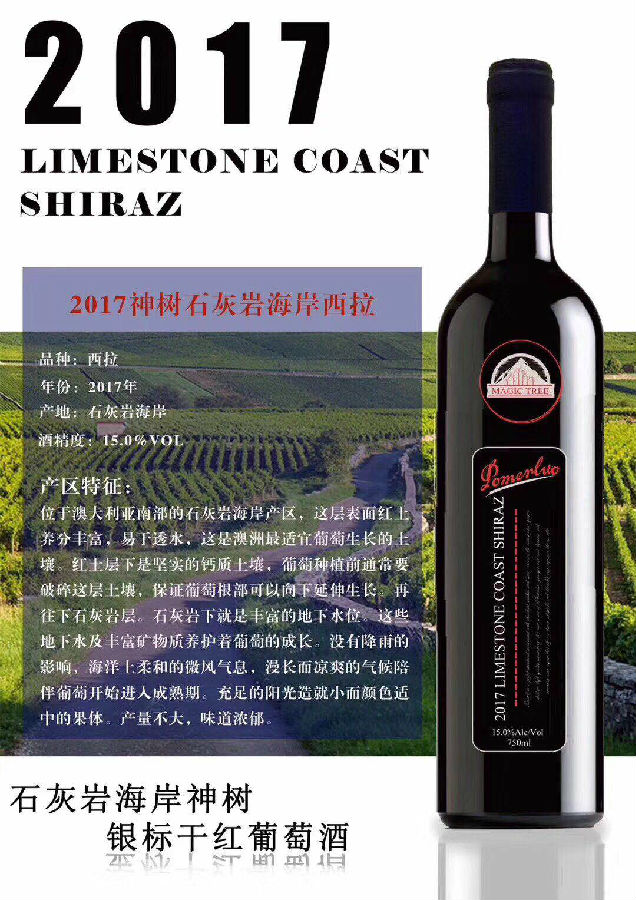 2017
LIMESTONE COAST
SHIRAZ
2017神树石灰岩海岸西拉
品种：西拉
年份：2017年
产地：石灰岩海岸
酒精度：15.0%VOL
产区特征：
位于澳大利亚南部的石灰岩海岸产区，这层表面红土
养分丰富，易于透水，这是澳洲最适宜葡萄生长的土
壤。红土层下是坚实的钙质土壤，葡萄种植前通常要
破碎这层土壤，保证葡萄根部可以向下延伸生长。再
往下石灰岩层。石灰岩下就是丰富的地下水位。这些
地下水及丰富矿物质养护着葡萄的成长。没有降雨的
影响，海洋上柔和的微风气息，漫长而凉爽的气候陪
伴葡萄开始进入成熟期。充足的阳光造就小而颜色适
中的果体。产量不大，味道浓郁。
石灰岩海岸神树
银标干红葡萄酒
MAGIC TREE
Pomerluo
2017 LIMESTONE COAST SHIRAZ
15.0%Alc/Vol
750ml